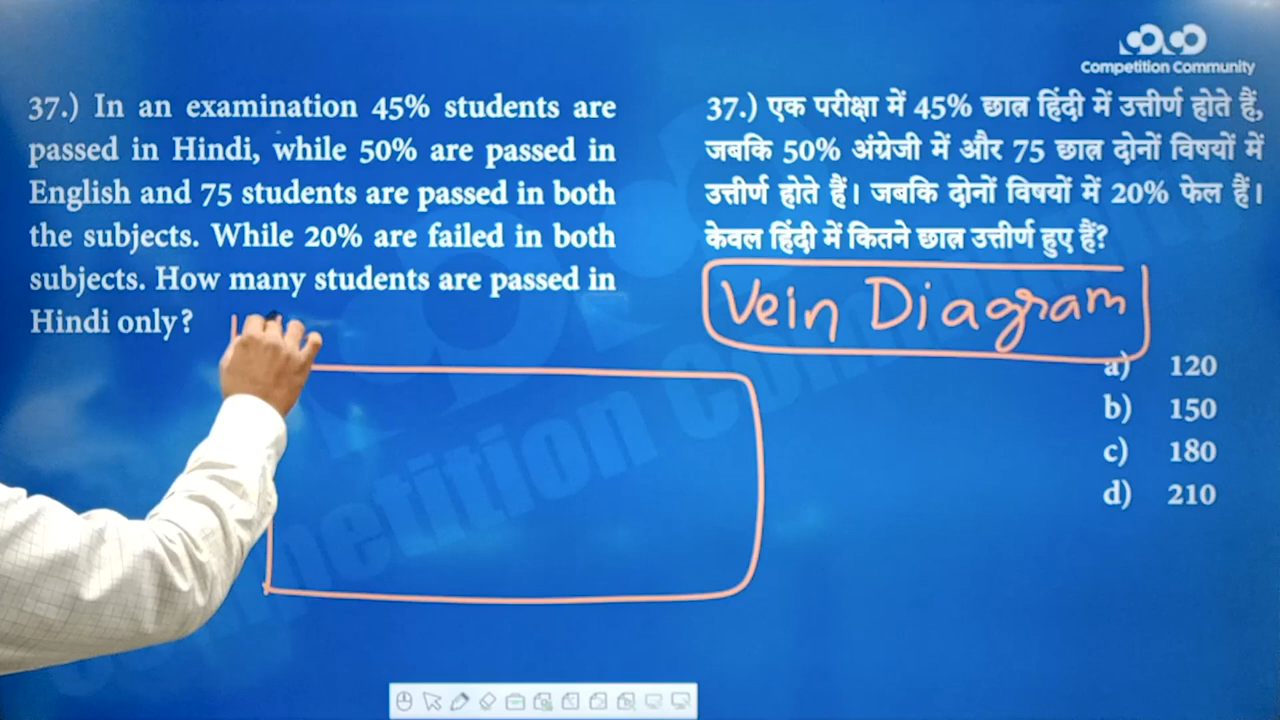 Competition Community
37.) In an examination 45% students are
passed in Hindi, while 50% are passed in
English and 75 students are passed in both
the subjects. While 20% are failed in both
subjects. How many students are passed in
Hindi only?
37.) एक परीक्षा में 45% छात्र हिंदी में उत्तीर्ण होते हैं,
जबकि 50% अंग्रेजी में और 75 छात्र दोनों विषयों में
उत्तीर्ण होते हैं। जबकि दोनों विषयों में 20% फेल हैं।
केवल हिंदी में कितने छात्र उत्तीर्ण हुए हैं?
Vein Diagram
a) 120
b) 150
c) 180
d) 210